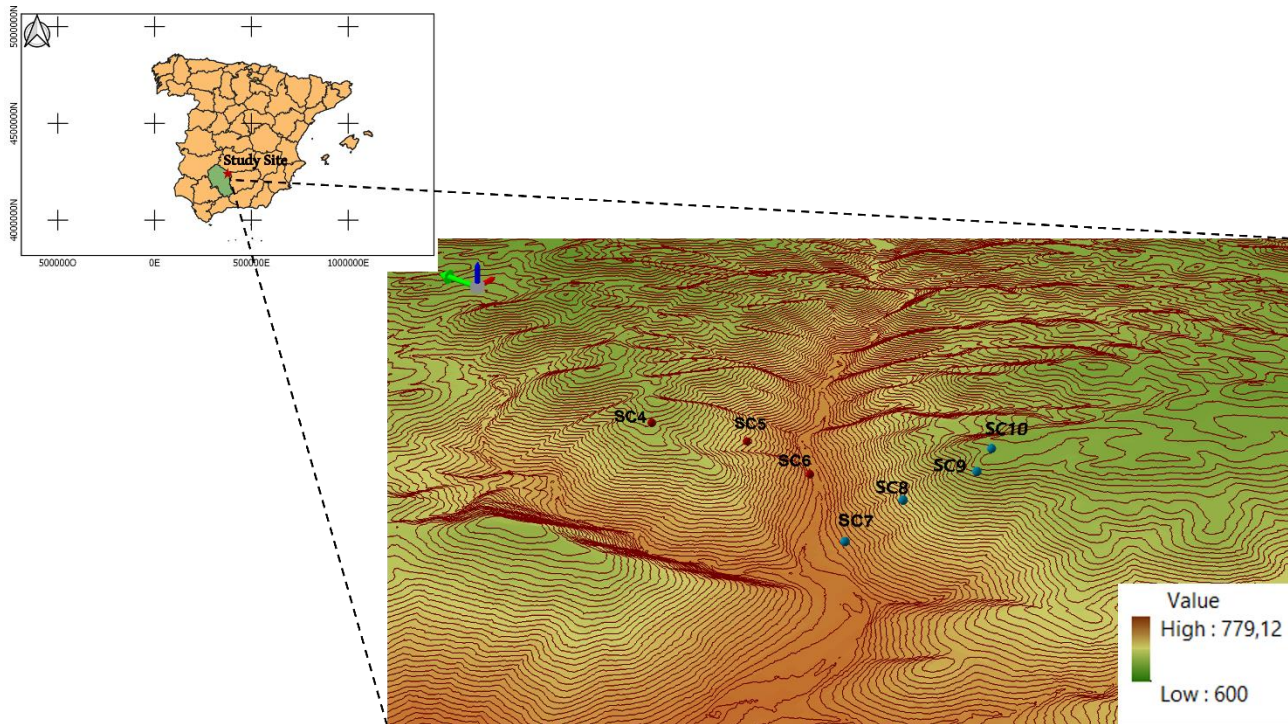 5000000N
4500000N
4000000N
Study Site
500000O
0E
500000E
1000000E
SC4
SC5
SC6
SC10
SC9
SC8
SC7
Value
High : 779,12
Low : 600